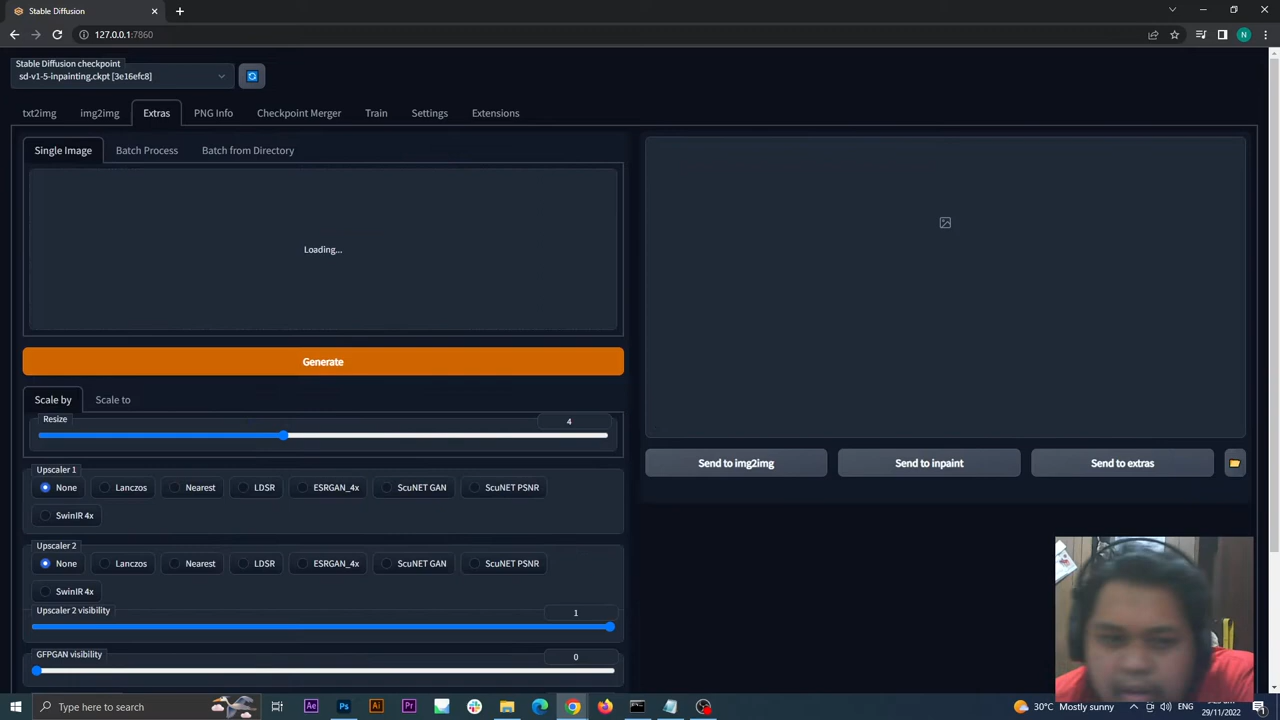 Stable Diffusion
127.0.0.1:7860
N
Stable Diffusion checkpoint
sd-v1-5-inpainting.ckpt [3e16efc8]
txt2img img2img Extras PNG Info Checkpoint Merger Train Settings Extensions
Single Image Batch Process Batch from Directory
Loading...
Generate
Send to img2img Send to inpaint Send to extras
Scale by Scale to
Resize 4
Upscaler 1
None Lanczos Nearest LDSR ESRGAN_4x ScuNET GAN ScuNET PSNR
SwinIR 4x
Upscaler 2
None Lanczos Nearest LDSR ESRGAN_4x ScuNET GAN ScuNET PSNR
SwinIR 4x
Upscaler 2 visibility 1
GFPGAN visibility 0
Type here to search
Ae Ps Ai Pr
30°C Mostly sunny
ENG
29/11/2022